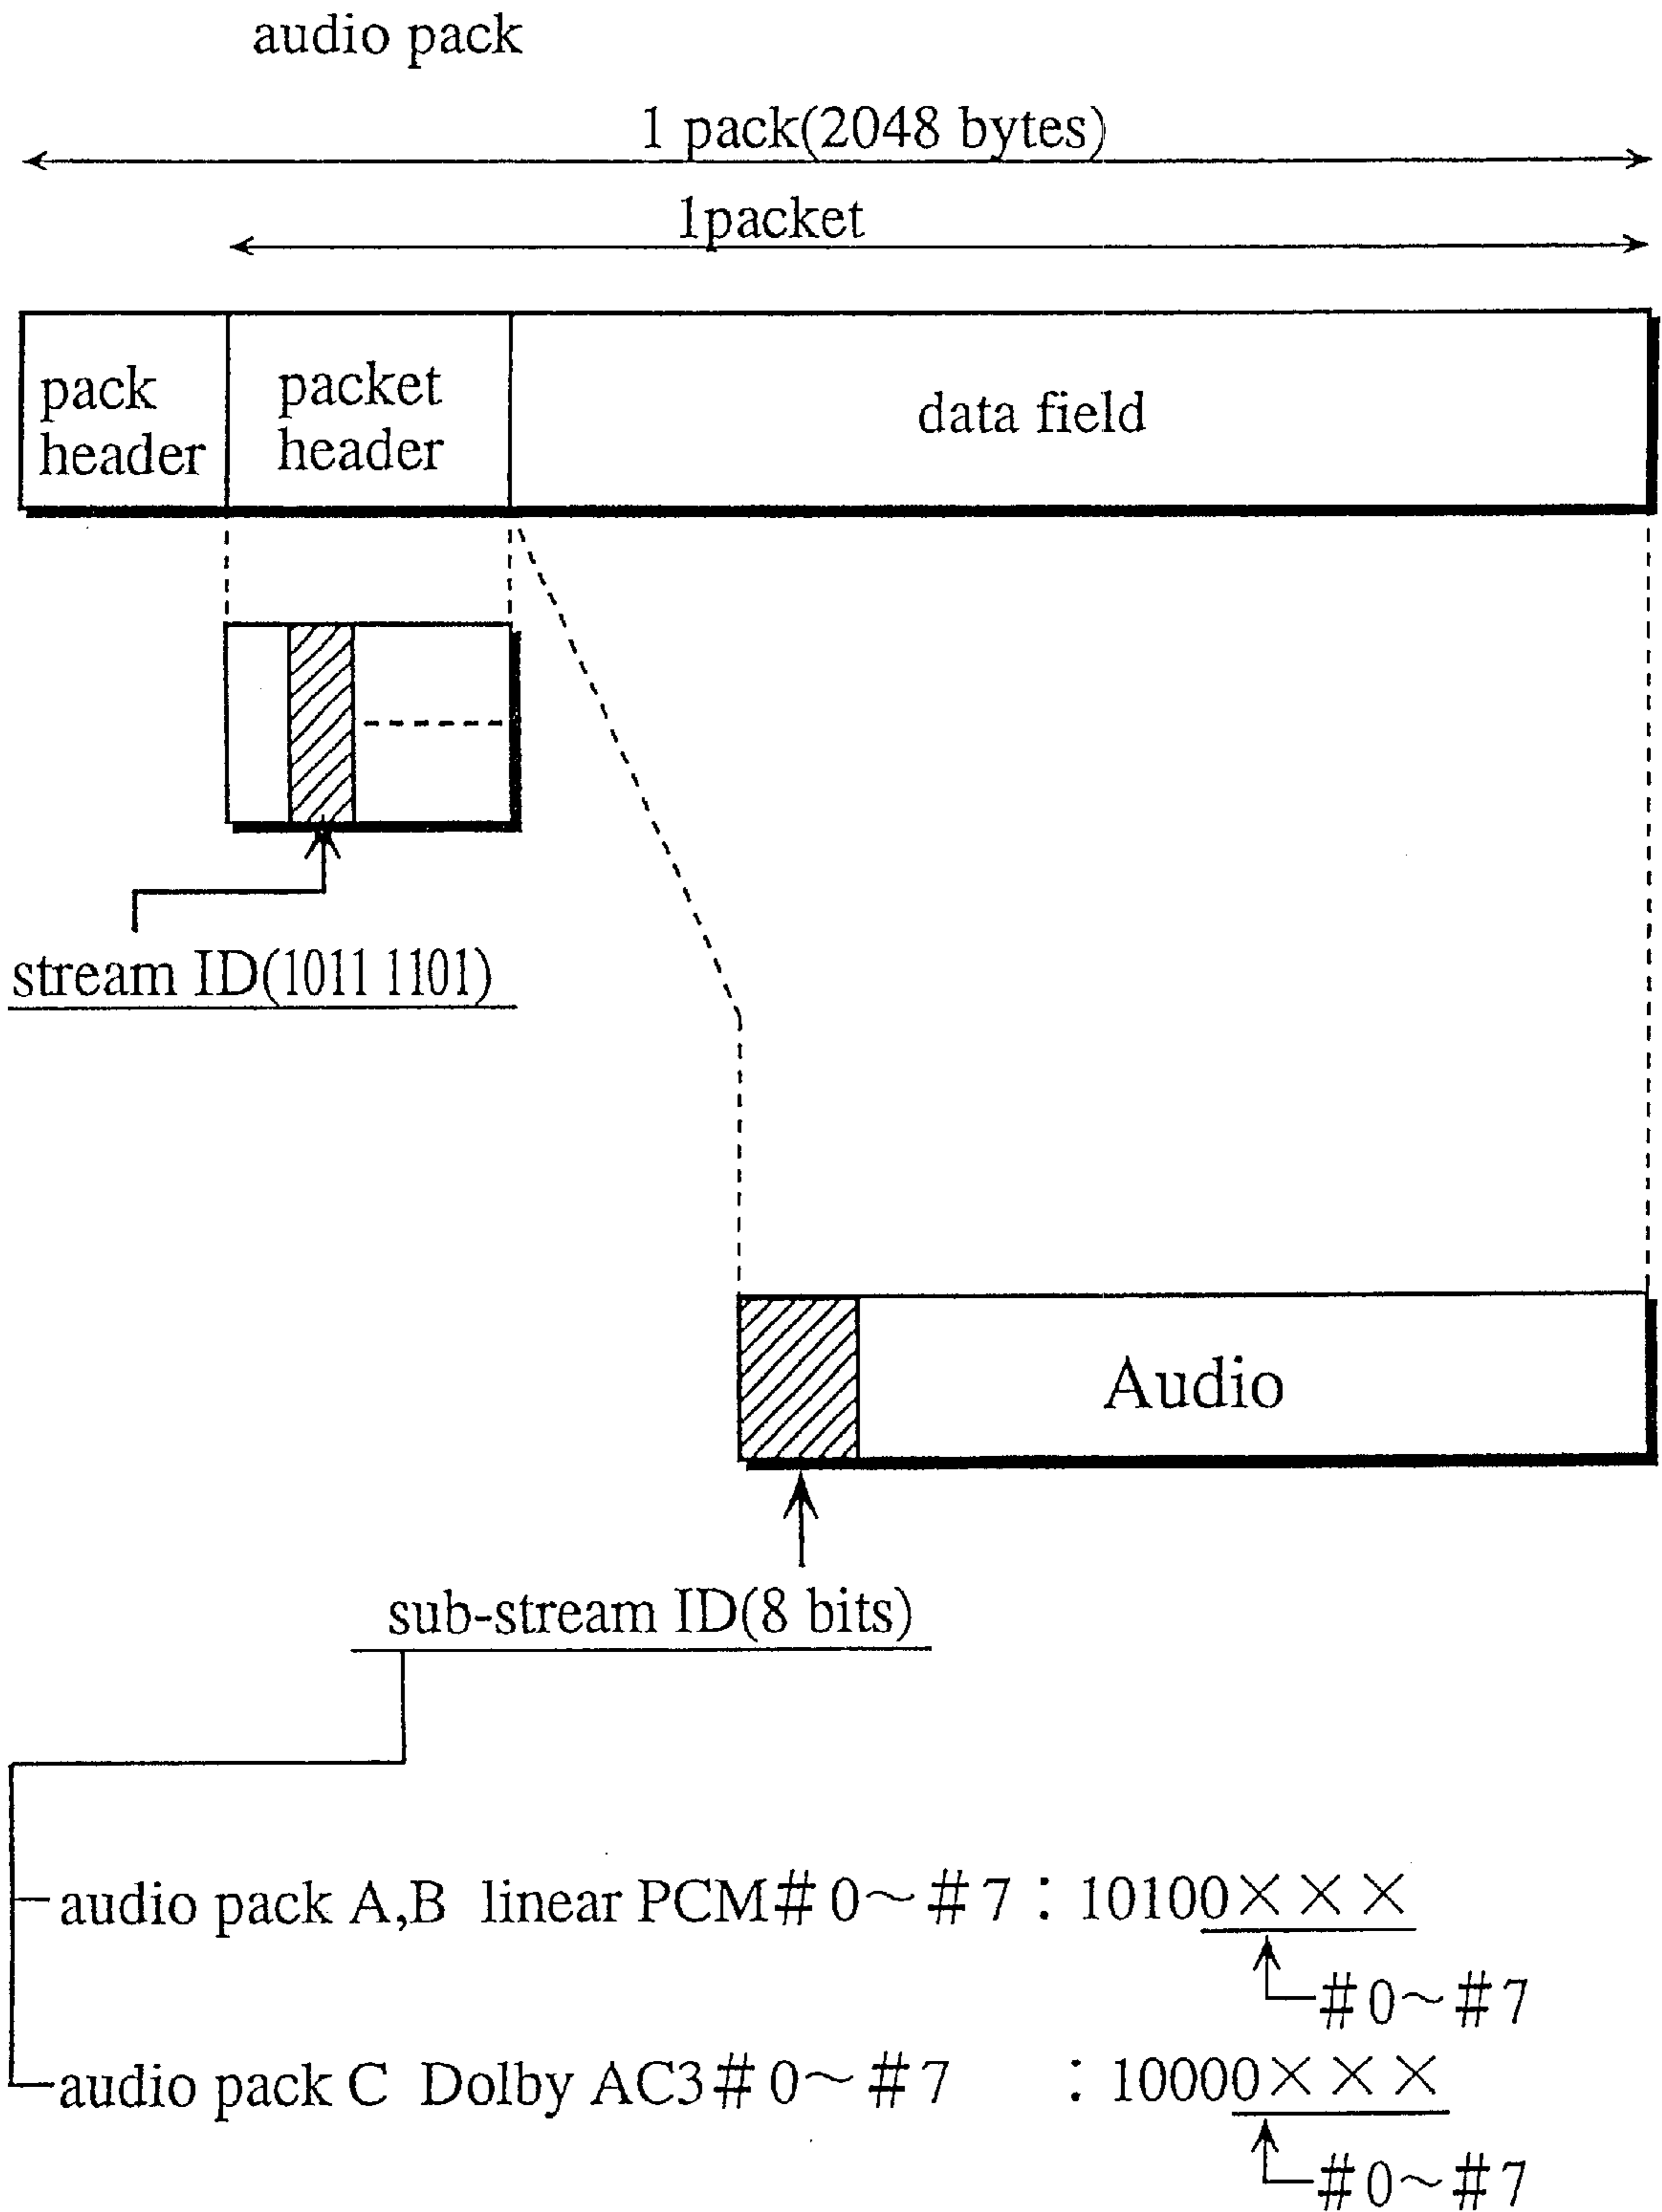 audio pack
1 pack(2048 bytes)
1packet
pack
header
packet
header
data field
stream ID(1011 1101)
Audio
sub-stream ID(8 bits)
audio pack A,B linear PCM#0～#7：10100×××
#0～#7
audio pack C Dolby AC3#0～#7 ：10000×××
#0～#7